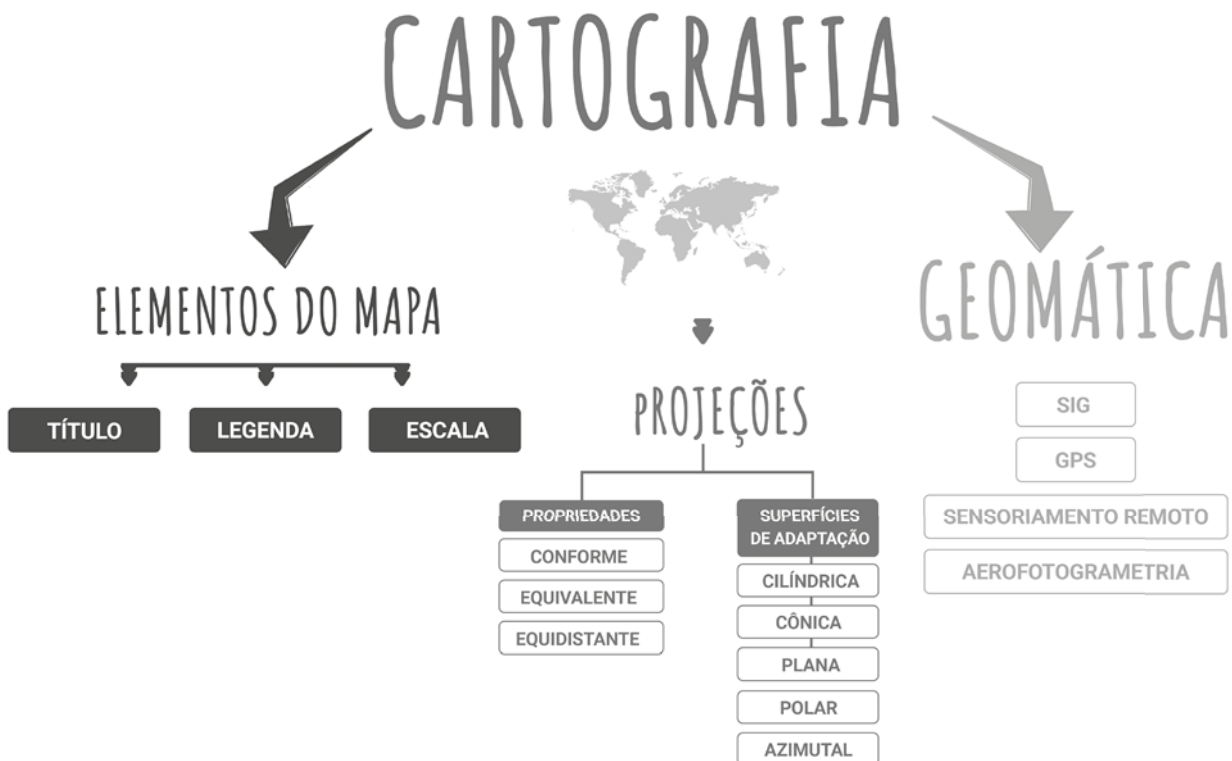 CARTOGRAFIA
ELEMENTOS DO MAPA
TÍTULO
LEGENDA
ESCALA
PROJEÇÕES
PROPRIEDADES
CONFORME
EQUIVALENTE
EQUIDISTANTE
SUPERFÍCIES
DE ADAPTAÇÃO
CILÍNDRICA
CÔNICA
PLANA
POLAR
AZIMUTAL
GEOMÁTICA
SIG
GPS
SENSORIAMENTO REMOTO
AEROFOTOGRAMETRIA